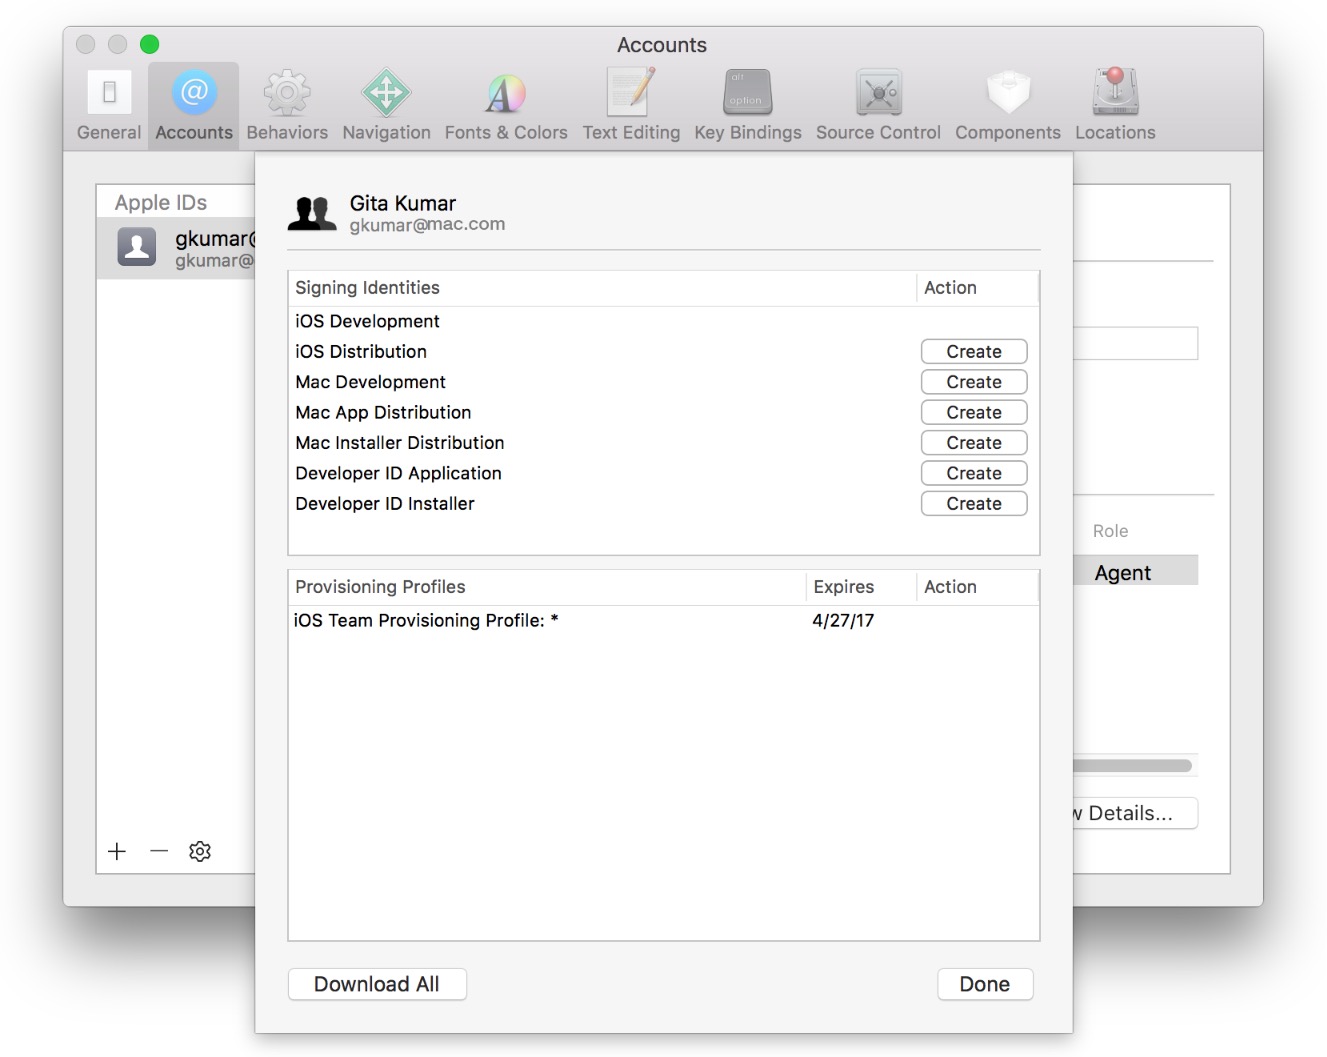 Accounts
General Accounts Behaviors Navigation Fonts & Colors Text Editing Key Bindings Source Control Components Locations
alt
option
Apple IDs
gkumar@
gkumar@
Gita Kumar
gkumar@mac.com
Signing Identities Action
iOS Development
iOS Distribution Create
Mac Development Create
Mac App Distribution Create
Mac Installer Distribution Create
Developer ID Application Create
Developer ID Installer Create
Role
Agent
Provisioning Profiles Expires Action
iOS Team Provisioning Profile: * 4/27/17
Details...
Download All Done